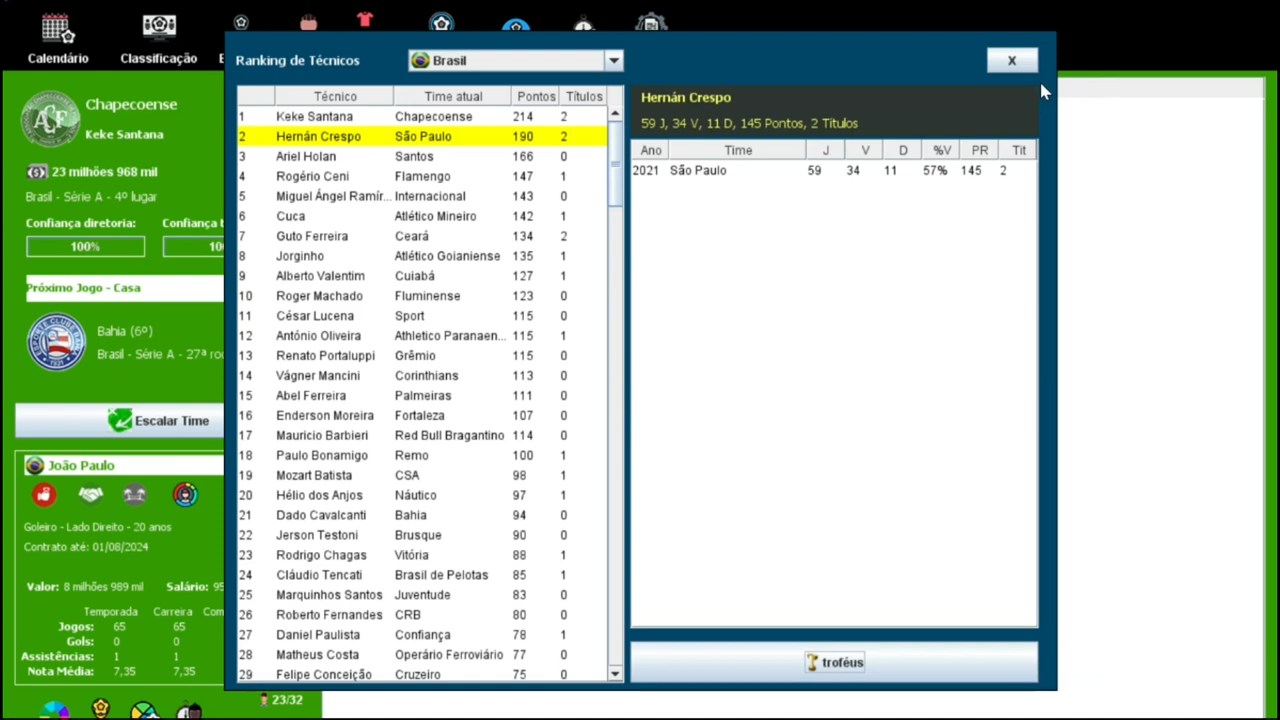 Calendário
Classificação
E
Chapecoense
Keke Santana
23 milhões 968 mil
Brasil - Série A - 4º lugar
Confiança diretoria:
Confiança t
100%
10
Próximo Jogo - Casa
Bahia (6º)
Brasil - Série A - 27ª ro
Escalar Time
João Paulo
Goleiro - Lado Direito - 20 anos
Contrato até: 01/08/2024
Valor: 8 milhões 989 mil Salário: 95
Temporada Carreira Com
Jogos: 65 65
Gols: 0 0
Assistências: 1 1
Nota Média: 7,35 7,35
23/32
Ranking de Técnicos
Brasil
X
Técnico Time atual Pontos Títulos
1 Keke Santana Chapecoense 214 2
2 Hernán Crespo São Paulo 190 2
3 Ariel Holan Santos 166 0
4 Rogério Ceni Flamengo 147 1
5 Miguel Ángel Ramír... Internacional 143 0
6 Cuca Atlético Mineiro 142 1
7 Guto Ferreira Ceará 134 2
8 Jorginho Atlético Goianiense 135 1
9 Alberto Valentim Cuiabá 127 1
10 Roger Machado Fluminense 123 0
11 César Lucena Sport 115 0
12 António Oliveira Athletico Paranaen... 115 1
13 Renato Portaluppi Grêmio 115 0
14 Vágner Mancini Corinthians 113 0
15 Abel Ferreira Palmeiras 111 0
16 Enderson Moreira Fortaleza 107 0
17 Mauricio Barbieri Red Bull Bragantino 114 0
18 Paulo Bonamigo Remo 100 1
19 Mozart Batista CSA 98 1
20 Hélio dos Anjos Náutico 97 1
21 Dado Cavalcanti Bahia 94 0
22 Jerson Testoni Brusque 90 0
23 Rodrigo Chagas Vitória 88 1
24 Cláudio Tencati Brasil de Pelotas 85 1
25 Marquinhos Santos Juventude 83 0
26 Roberto Fernandes CRB 80 0
27 Daniel Paulista Confiança 78 1
28 Matheus Costa Operário Ferroviário 77 0
29 Felipe Conceição Cruzeiro 75 0
Hernán Crespo
59 J, 34 V, 11 D, 145 Pontos, 2 Títulos
Ano Time J V D %V PR Tit
2021 São Paulo 59 34 11 57% 145 2
troféus